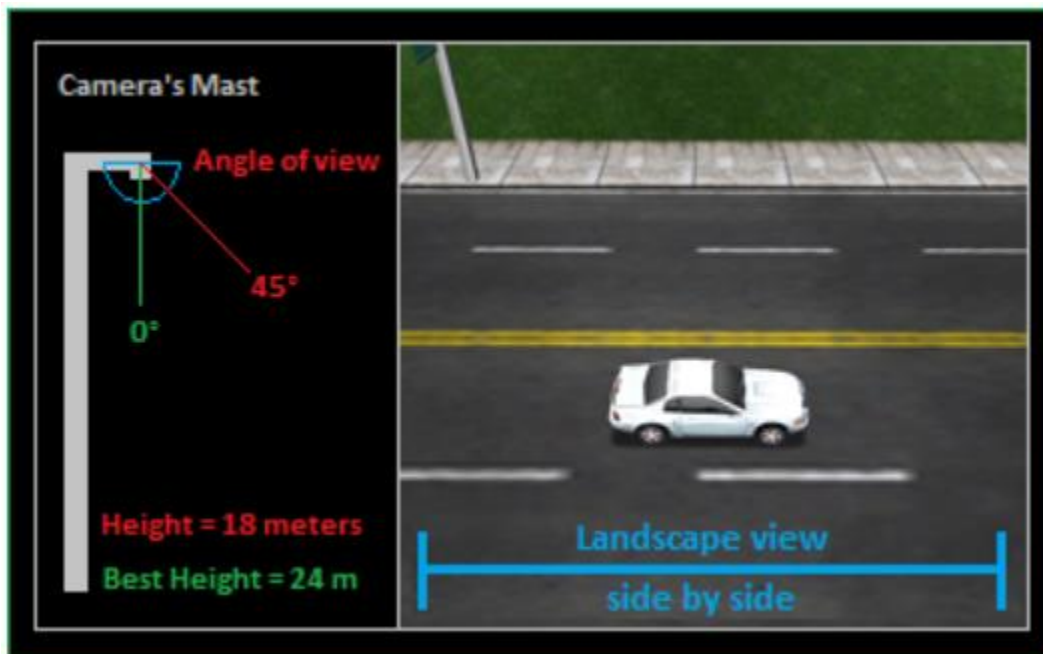 Camera's Mast
Angle of view
45°
0°
Height = 18 meters
Best Height = 24 m
Landscape view
side by side